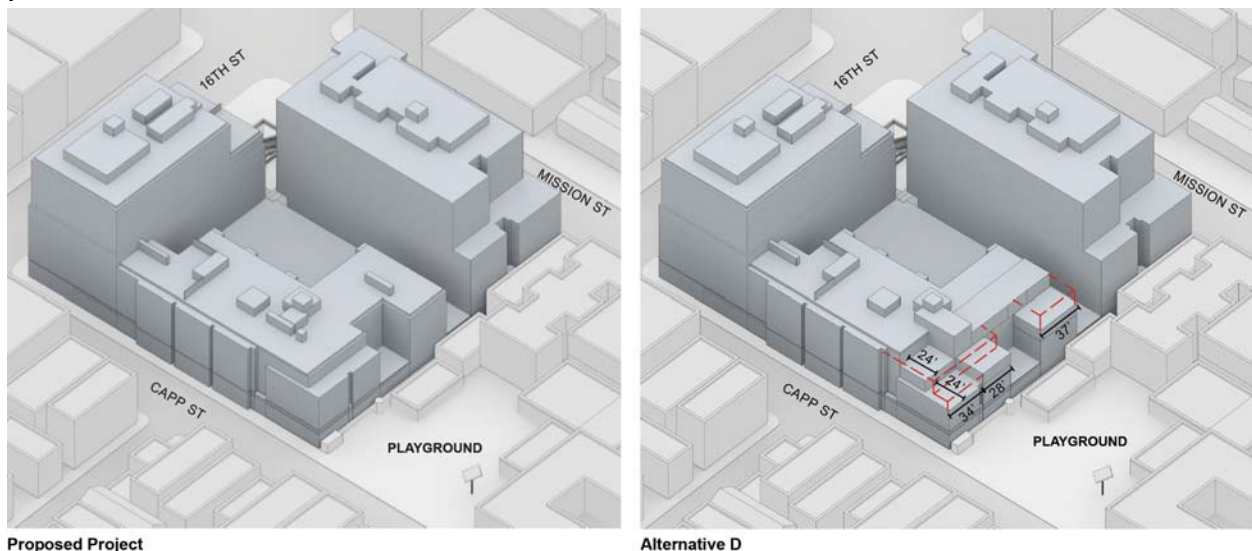 16TH ST
MISSION ST
CAPP ST
PLAYGROUND
Proposed Project
16TH ST
MISSION ST
37'
24'
24'
28'
34'
CAPP ST
PLAYGROUND
Alternative D